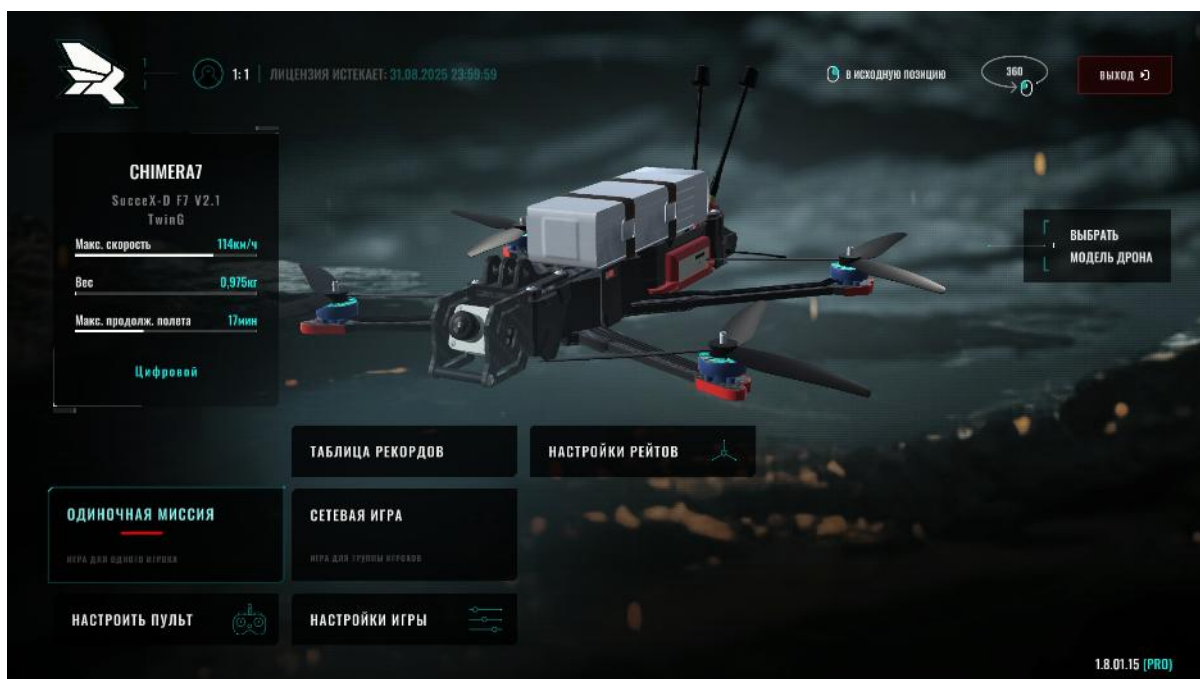 1:1 | ЛИЦЕНЗИЯ ИСТЕКАЕТ: 31.08.2025 23:59:59
В ИСХОДНУЮ ПОЗИЦИЮ
360
ВЫХОД
CHIMERA7
SucceX-D F7 V2.1
TwinG
Макс. скорость 114км/ч
Вес 0,975кг
Макс. продолж. полета 17мин
Цифровой
ВЫБРАТЬ
МОДЕЛЬ ДРОНА
ТАБЛИЦА РЕКОРДОВ
НАСТРОЙКИ РЕЙТОВ
ОДИНОЧНАЯ МИССИЯ
ИГРА ДЛЯ ОДНОГО ИГРОКА
СЕТЕВАЯ ИГРА
ИГРА ДЛЯ ГРУППЫ ИГРОКОВ
НАСТРОИТЬ ПУЛЬТ
НАСТРОЙКИ ИГРЫ
1.8.01.15 (PRO)